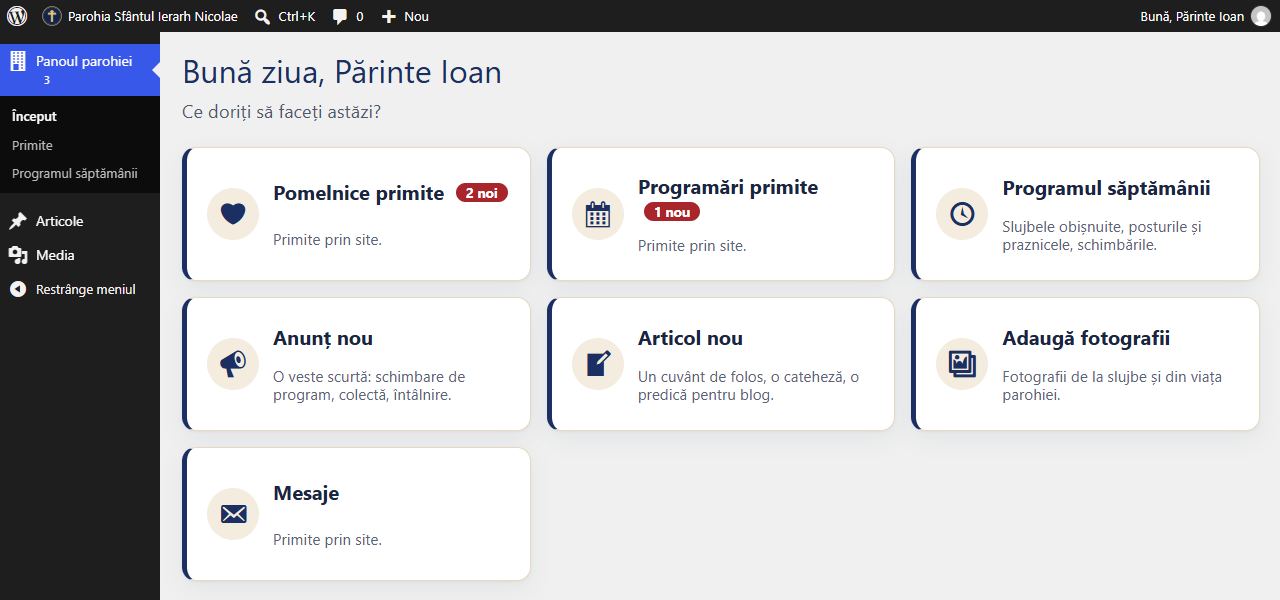 Parohia Sfântul Ierarh Nicolae
Ctrl+K
0
Nou
Bună, Părinte Ioan
Panoul parohiei
3
Început
Primite
Programul săptămânii
Articole
Media
Restrânge meniul
Bună ziua, Părinte Ioan
Ce doriți să faceți astăzi?
Pomelnice primite 2 noi
Primite prin site.
Programări primite
1 nou
Primite prin site.
Programul săptămânii
Slujbele obișnuite, posturile și
praznicele, schimbările.
Anunț nou
O veste scurtă: schimbare de
program, colectă, întâlnire.
Articol nou
Un cuvânt de folos, o cateheză, o
predică pentru blog.
Adaugă fotografii
Fotografii de la slujbe și din viața
parohiei.
Mesaje
Primite prin site.